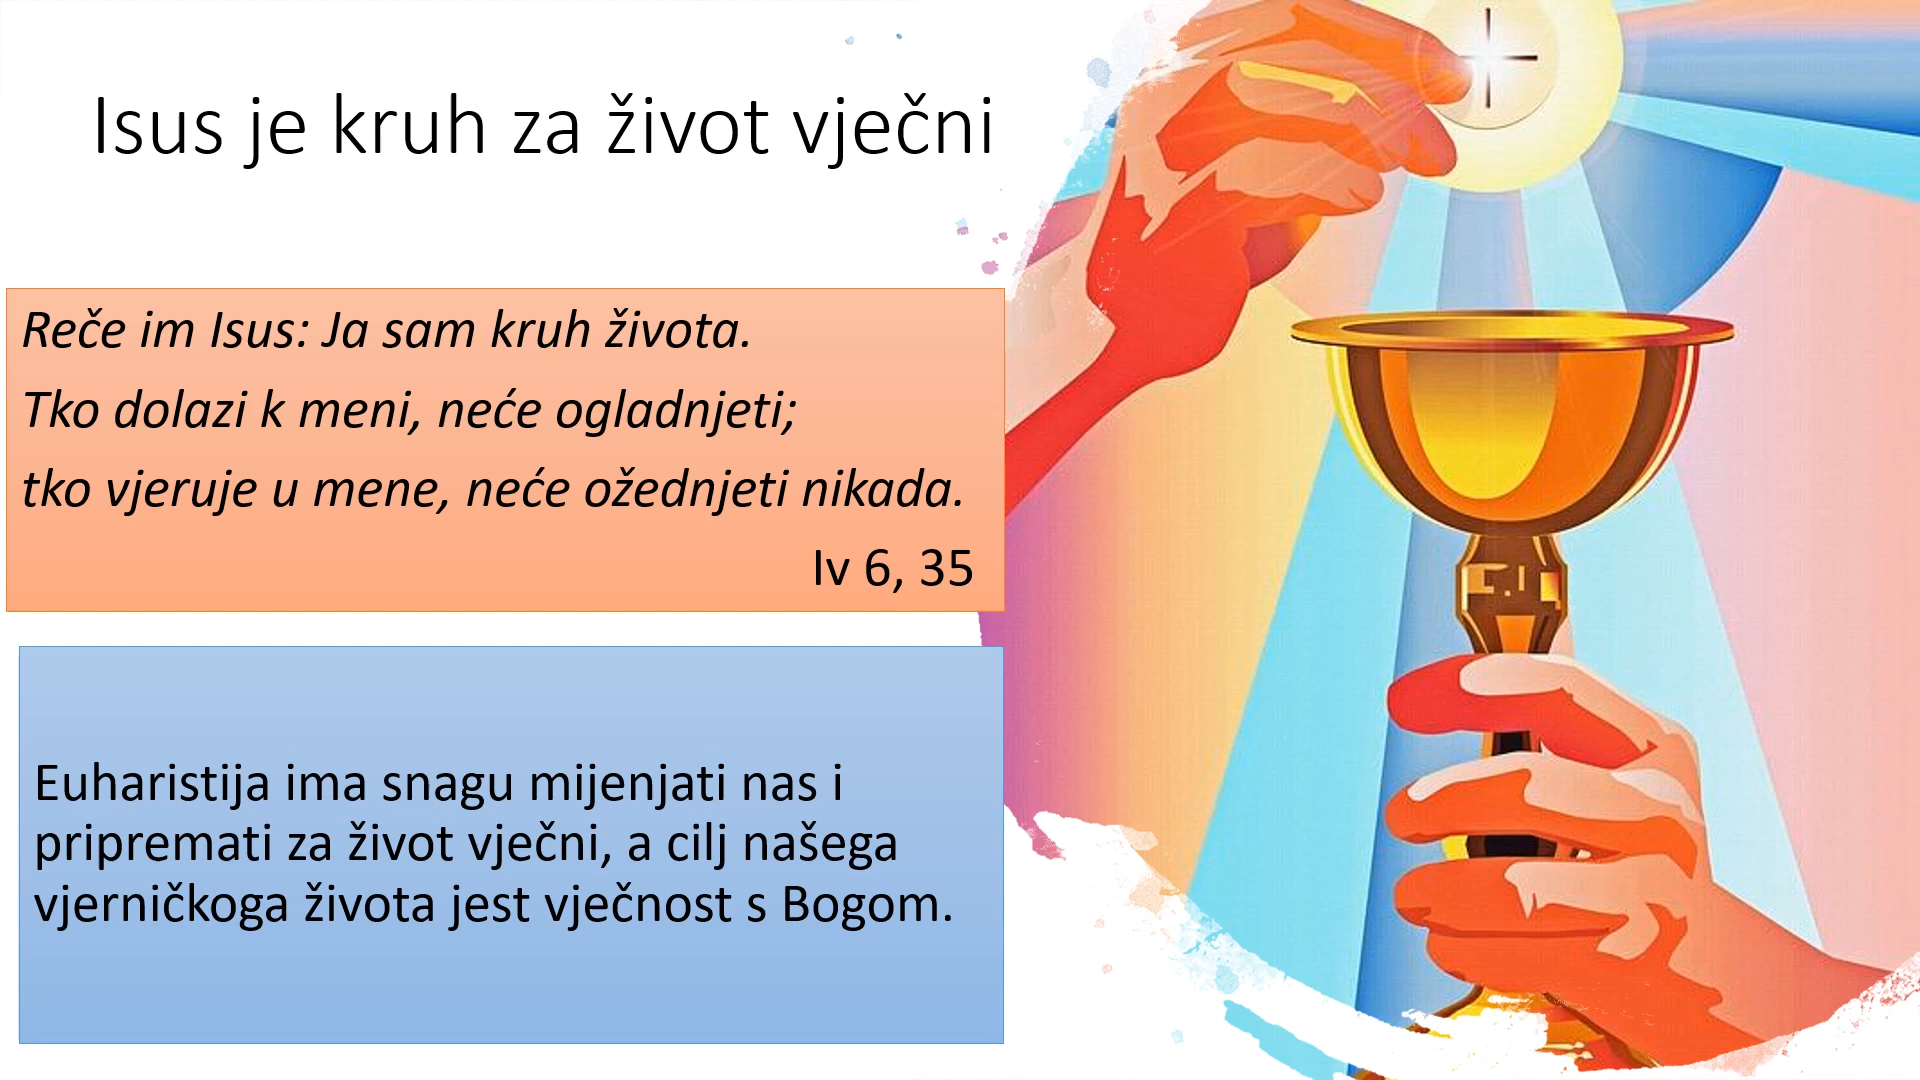 Isus je kruh za život vječni
Reče im Isus: Ja sam kruh života.
Tko dolazi k meni, neće ogladnjeti;
tko vjeruje u mene, neće ožednjeti nikada.
Iv 6, 35
Euharistija ima snagu mijenjati nas i
pripremati za život vječni, a cilj našega
vjerničkoga života jest vječnost s Bogom.